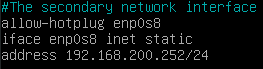 #The secondary network interface
allow-hotplug enp0s8
iface enp0s8 inet static
address 192.168.200.252/24